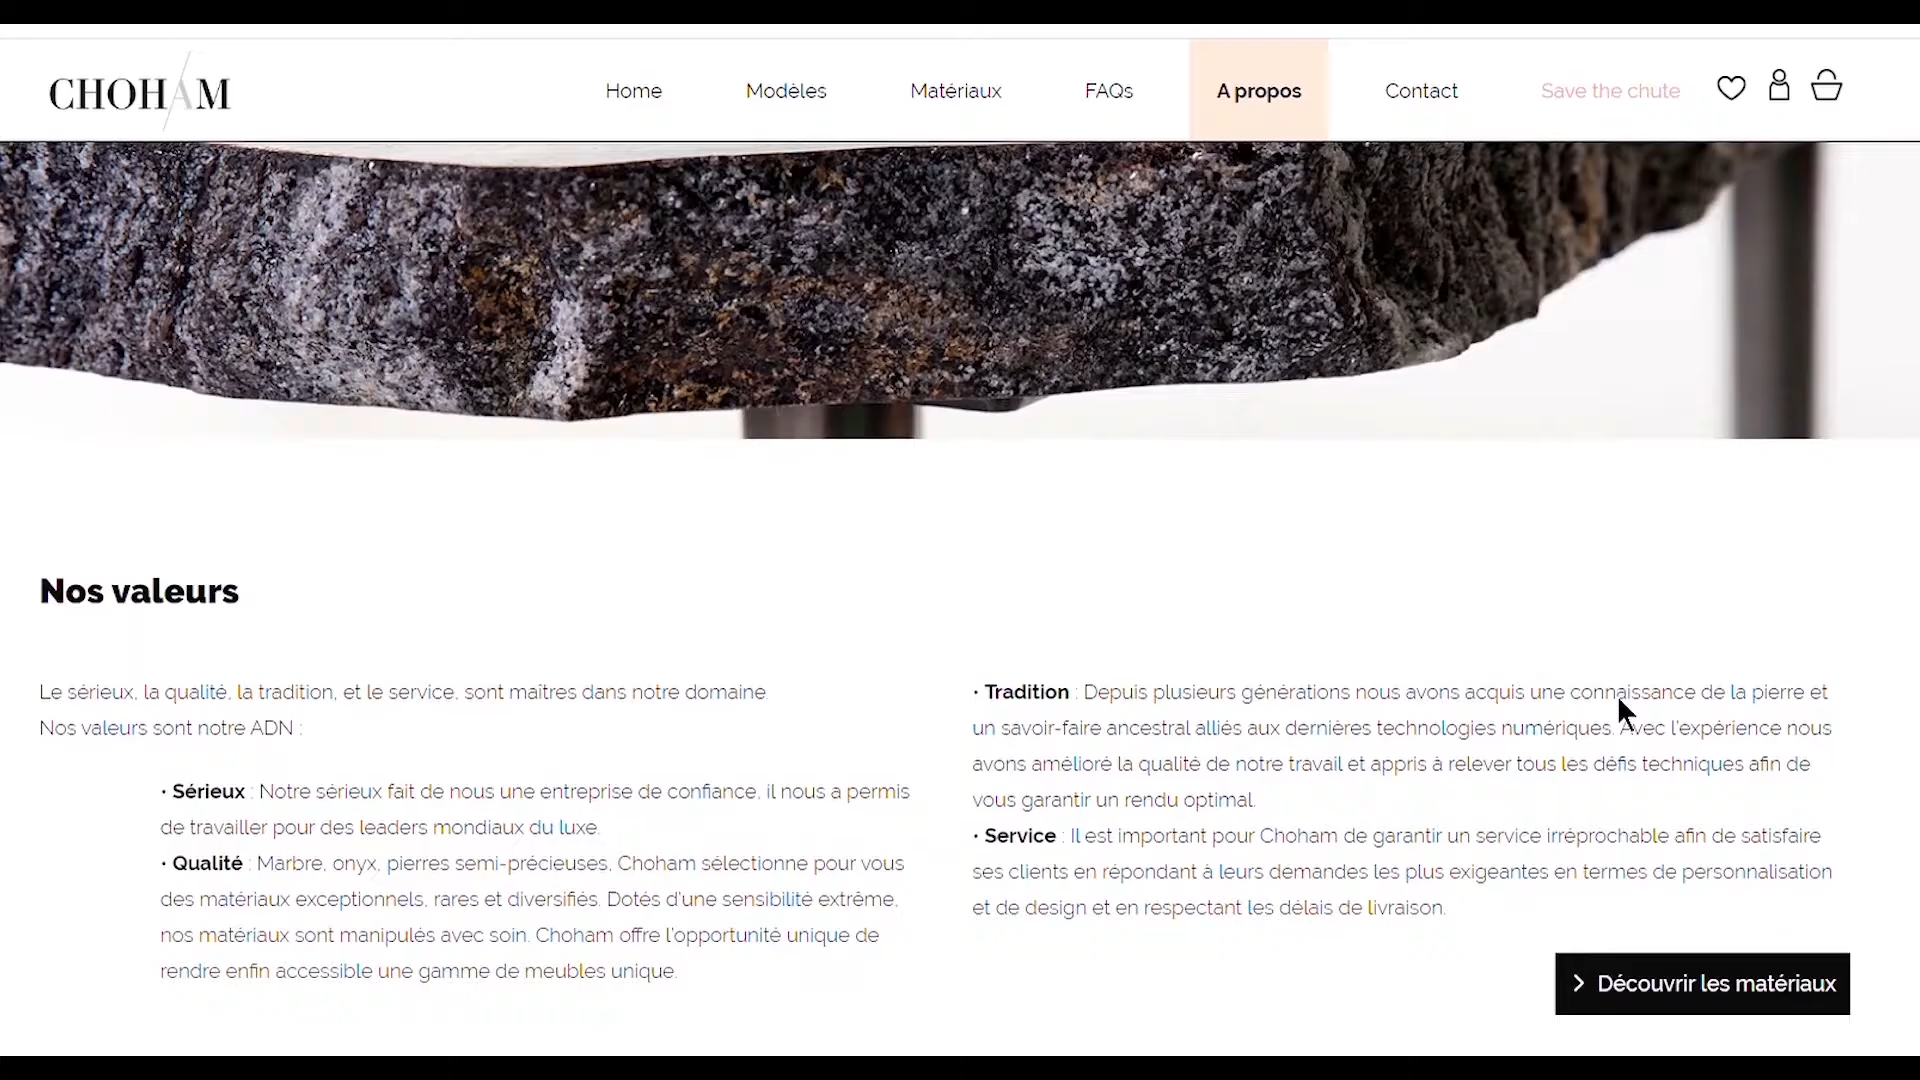 CHOHAM
Home
Modèles
Matériaux
FAQs
A propos
Contact
Save the chute
Nos valeurs
Le sérieux, la qualité, la tradition, et le service, sont maîtres dans notre domaine.
Nos valeurs sont notre ADN :
• Sérieux : Notre sérieux fait de nous une entreprise de confiance, il nous a permis
de travailler pour des leaders mondiaux du luxe.
• Qualité : Marbre, onyx, pierres semi-précieuses, Choham sélectionne pour vous
des matériaux exceptionnels, rares et diversifiés. Dotés d'une sensibilité extrême,
nos matériaux sont manipulés avec soin. Choham offre l'opportunité unique de
rendre enfin accessible une gamme de meubles unique.
• Tradition : Depuis plusieurs générations nous avons acquis une connaissance de la pierre et
un savoir-faire ancestral alliés aux dernières technologies numériques. Avec l'expérience nous
avons amélioré la qualité de notre travail et appris à relever tous les défis techniques afin de
vous garantir un rendu optimal.
• Service : Il est important pour Choham de garantir un service irréprochable afin de satisfaire
ses clients en répondant à leurs demandes les plus exigeantes en termes de personnalisation
et de design et en respectant les délais de livraison.
Découvrir les matériaux